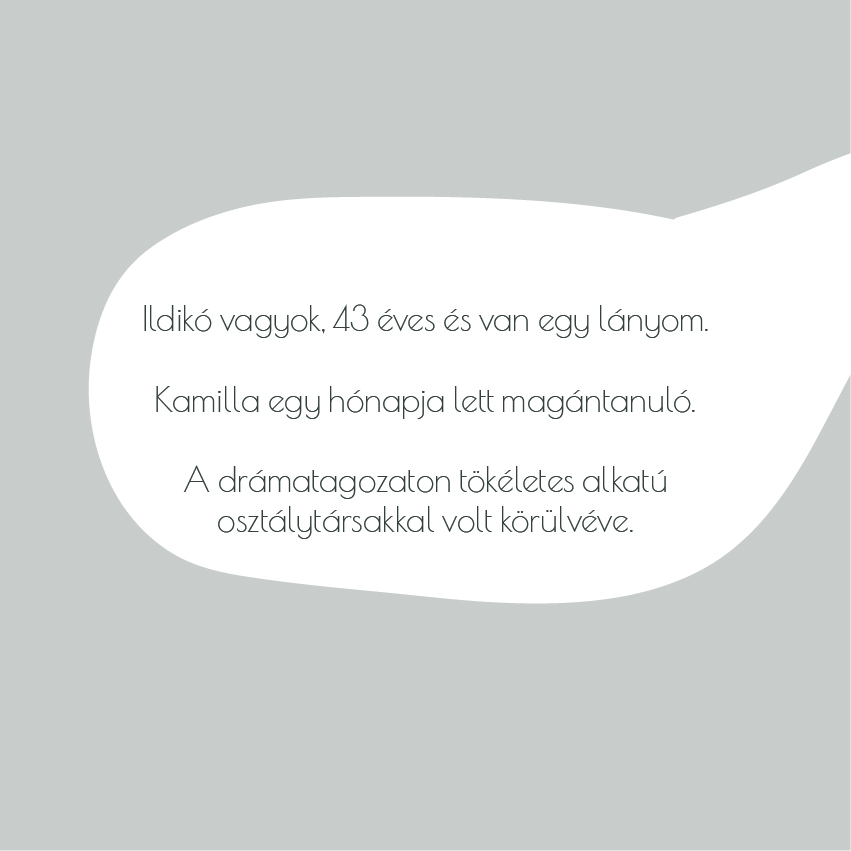 Ildikó vagyok, 43 éves és van egy lányom.
Kamilla egy hónapja lett magántanuló.
A drámatagozaton tökéletes alkatú
osztálytársakkal volt körülvéve.